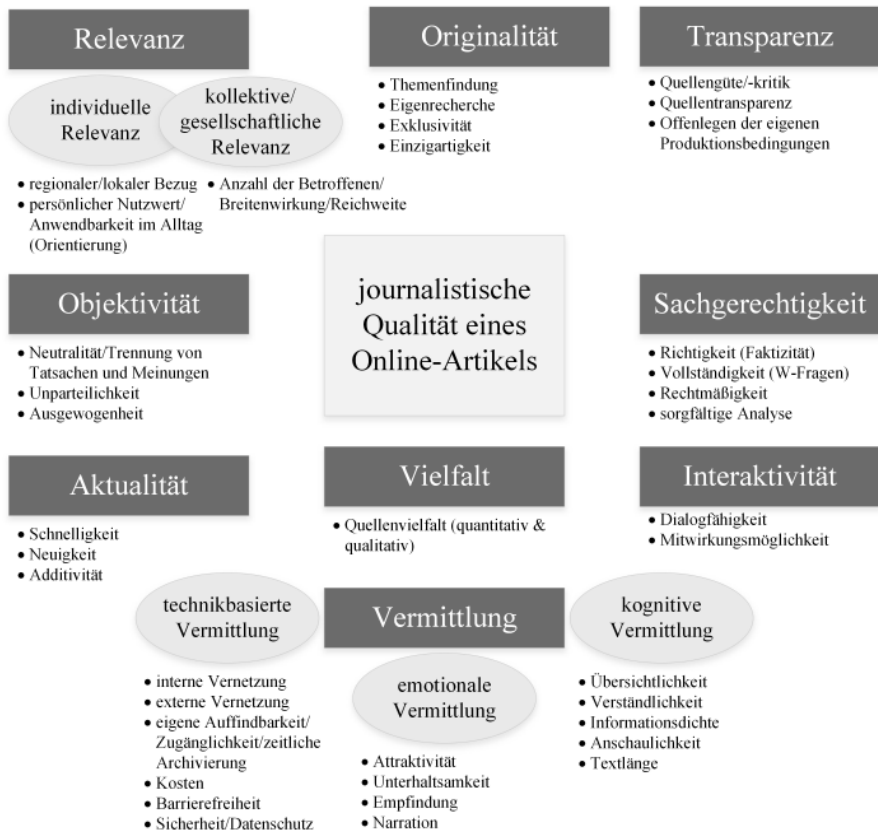 Relevanz
individuelle
Relevanz
kollektive/
gesellschaftliche
Relevanz
• regionaler/lokaler Bezug
• persönlicher Nutzwert/
Anwendbarkeit im Alltag
(Orientierung)
• Anzahl der Betroffenen/
Breitenwirkung/Reichweite
Originalität
• Themenfindung
• Eigenrecherche
• Exklusivität
• Einzigartigkeit
Transparenz
• Quellengüte/-kritik
• Quellentransparenz
• Offenlegen der eigenen
Produktionsbedingungen
journalistische
Qualität eines
Online-Artikels
Objektivität
• Neutralität/Trennung von
Tatsachen und Meinungen
• Unparteilichkeit
• Ausgewogenheit
Sachgerechtigkeit
• Richtigkeit (Faktizität)
• Vollständigkeit (W-Fragen)
• Rechtmäßigkeit
• sorgfältige Analyse
Aktualität
• Schnelligkeit
• Neuigkeit
• Additivität
Vielfalt
• Quellenvielfalt (quantitativ &
qualitativ)
Interaktivität
• Dialogfähigkeit
• Mitwirkungsmöglichkeit
Vermittlung
technikbasierte
Vermittlung
• interne Vernetzung
• externe Vernetzung
• eigene Auffindbarkeit/
Zugänglichkeit/zeitliche
Archivierung
• Kosten
• Barrierefreiheit
• Sicherheit/Datenschutz
emotionale
Vermittlung
• Attraktivität
• Unterhaltsamkeit
• Empfindung
• Narration
kognitive
Vermittlung
• Übersichtlichkeit
• Verständlichkeit
• Informationsdichte
• Anschaulichkeit
• Textlänge